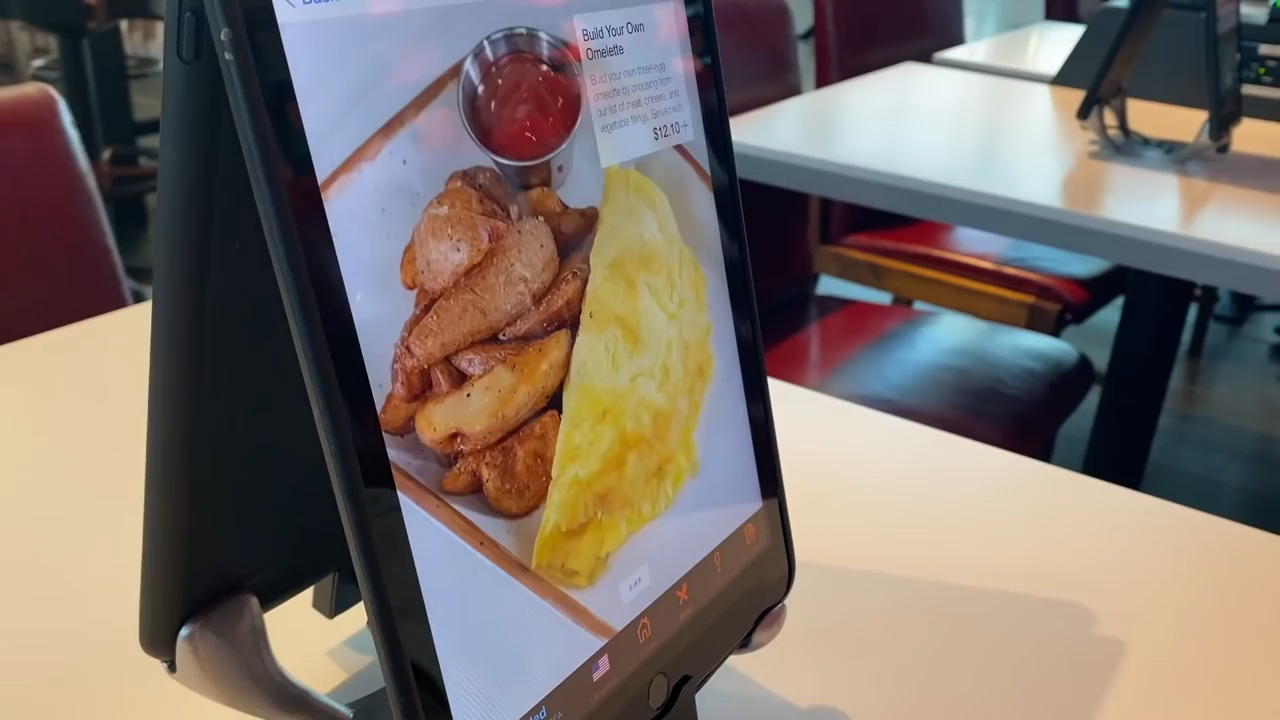 Back
Build Your Own
Omelette
Build your own three-egg
omelette by choosing from
our list of meat, cheese, and
vegetable fillings. Served with
$12.10+